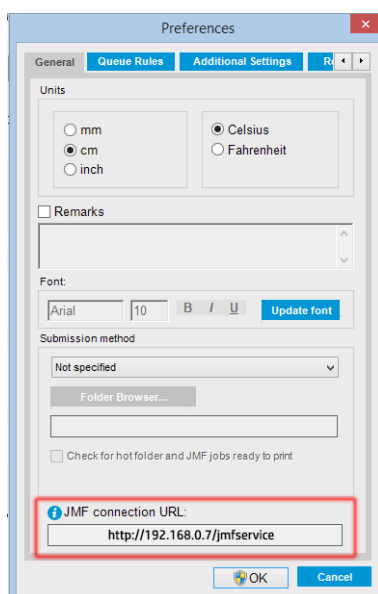 Preferences
General Queue Rules Additional Settings
Units
mm
cm
inch
Celsius
Fahrenheit
Remarks
Font:
Arial 10 B I U Update font
Submission method
Not specified
Folder Browser...
Check for hotfolder and JMF jobs ready to print
JMF connection URL:
http://192.168.0.7/jmfservice
OK Cancel